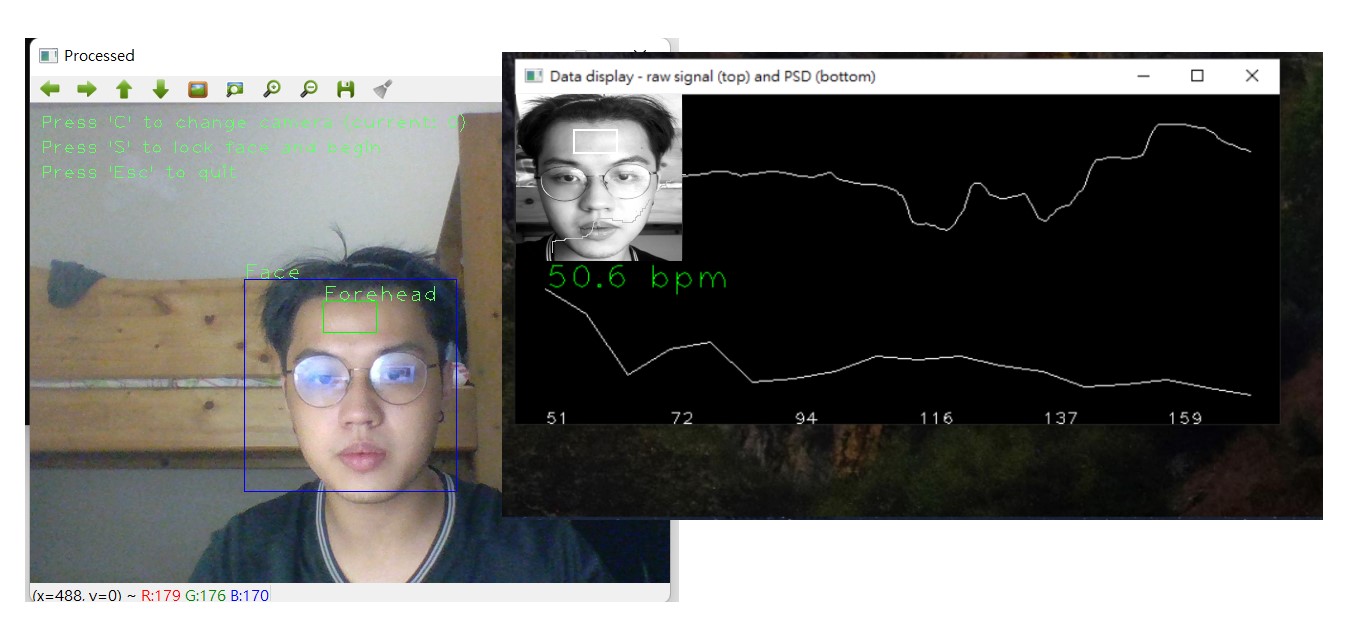 Processed
Press 'C' to change camera (current: 0)
Press 'S' to lock face and begin
Press 'Esc' to quit
Face
Forehead
(x=488, y=0) ~ R:179 G:176 B:170
Data display - raw signal (top) and PSD (bottom)
50.6 bpm
51 72 94 116 137 159